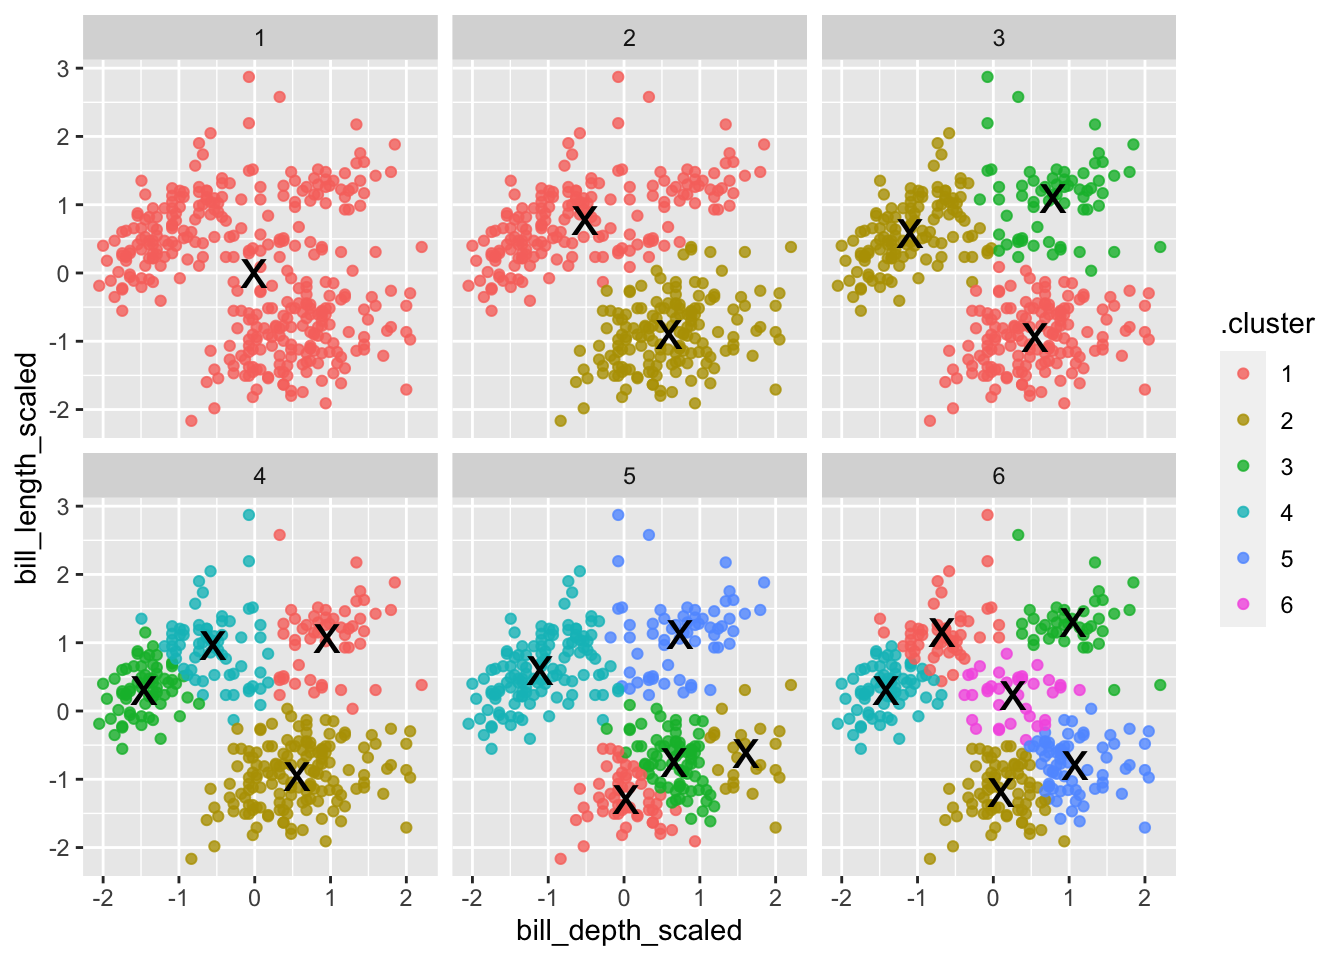 1 2 3
3
2
1
0
-1
-2
X X X X X X
4 5 6
3
2
1
0
-1
-2
X X X X X X X X X X X X X X X
-2 -1 0 1 2 -2 -1 0 1 2 -2 -1 0 1 2
bill_depth_scaled
bill_length_scaled
.cluster
1
2
3
4
5
6